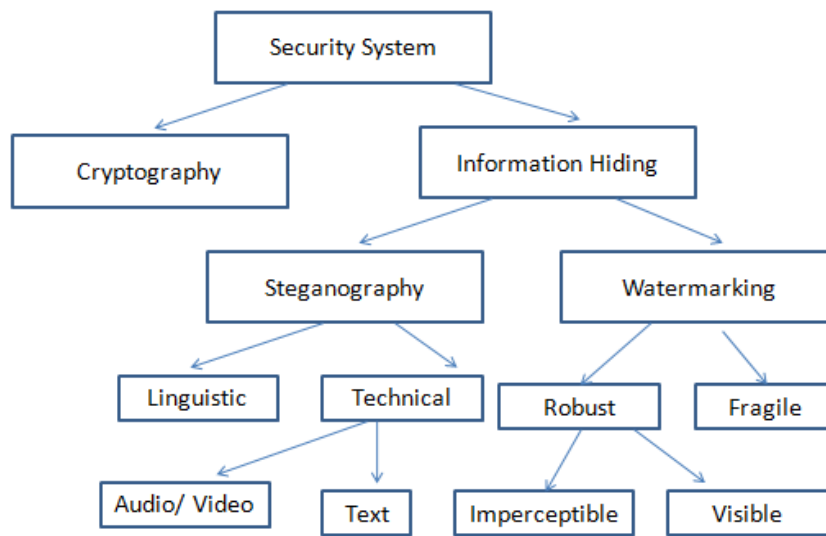 Security System
Cryptography
Information Hiding
Steganography
Watermarking
Linguistic
Technical
Robust
Fragile
Audio/ Video
Text
Imperceptible
Visible